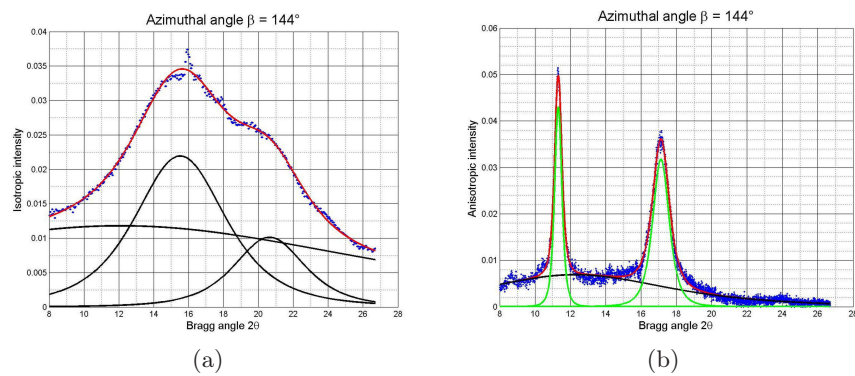 Azimuthal angle β = 144°
0.04
0.035
0.03
0.025
0.02
0.015
0.01
0.005
0
Isotropic intensity
8 10 12 14 16 18 20 22 24 26 28
Bragg angle 2θ
(a)
Azimuthal angle β = 144°
0.06
0.05
0.04
0.03
0.02
0.01
0
Anisotropic intensity
8 10 12 14 16 18 20 22 24 26 28
Bragg angle 2θ
(b)